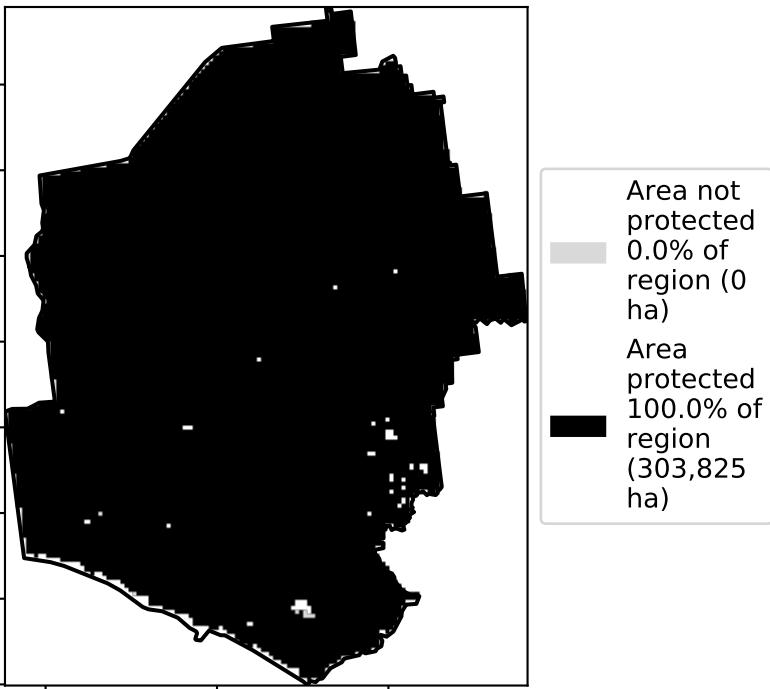 Area not
protected
0.0% of
region (0
ha)
Area
protected
100.0% of
region
(303,825
ha)